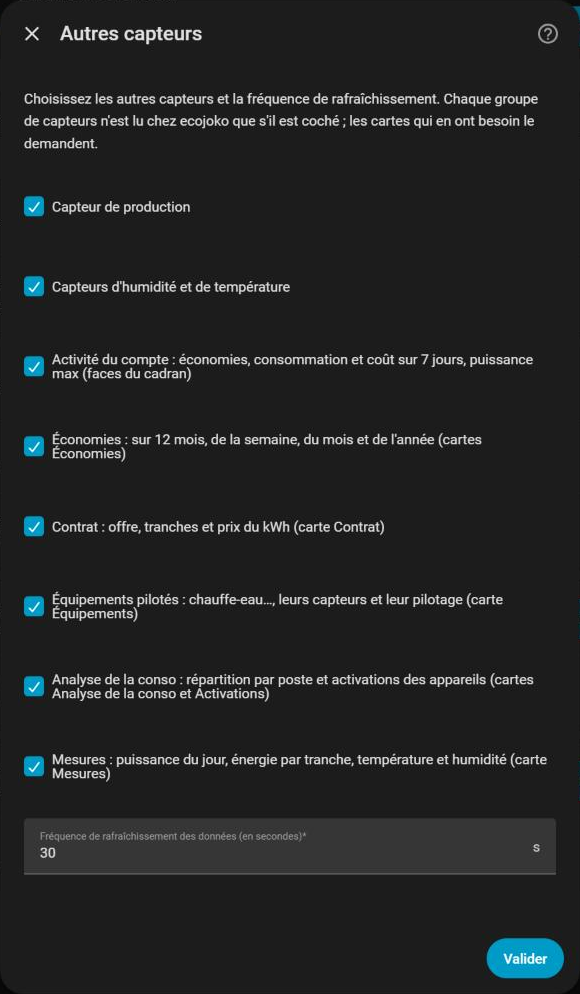 Autres capteurs
Choisissez les autres capteurs et la fréquence de rafraîchissement. Chaque groupe
de capteurs n'est lu chez ecojoko que s'il est coché ; les cartes qui en ont besoin le
demandent.
Capteur de production
Capteurs d'humidité et de température
Activité du compte : économies, consommation et coût sur 7 jours, puissance
max (faces du cadran)
Économies : sur 12 mois, de la semaine, du mois et de l'année (cartes
Économies)
Contrat : offre, tranches et prix du kWh (carte Contrat)
Équipements pilotés : chauffe-eau..., leurs capteurs et leur pilotage (carte
Équipements)
Analyse de la conso : répartition par poste et activations des appareils (cartes
Analyse de la conso et Activations)
Mesures : puissance du jour, énergie par tranche, température et humidité (carte
Mesures)
Fréquence de rafraîchissement des données (en secondes)*
30 s
Valider